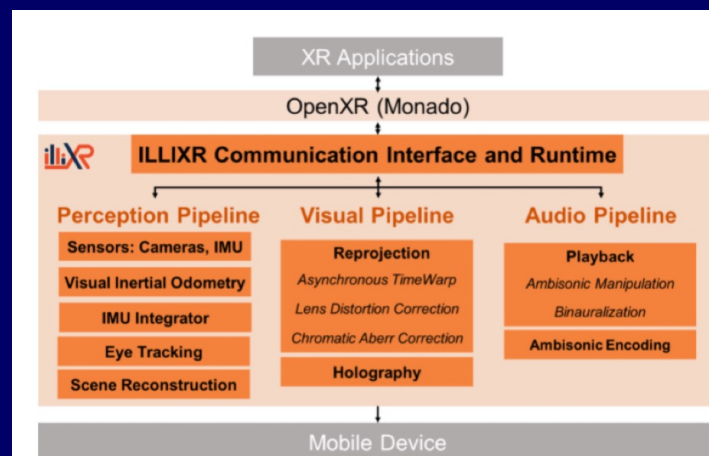 XR Applications
OpenXR (Monado)
illiXR
ILLIXR Communication Interface and Runtime
Perception Pipeline
Sensors: Cameras, IMU
Visual Inertial Odometry
IMU Integrator
Eye Tracking
Scene Reconstruction
Visual Pipeline
Reprojection
Asynchronous TimeWarp
Lens Distortion Correction
Chromatic Aberr Correction
Holography
Audio Pipeline
Playback
Ambisonic Manipulation
Binauralization
Ambisonic Encoding
Mobile Device